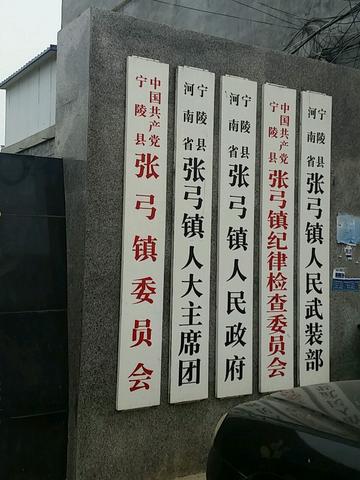 中国共产党
宁陵县
张弓镇委员会
河南省
宁陵县
张弓镇人大主席团
河南省
宁陵县
张弓镇人民政府
中国共产党
宁陵县
张弓镇纪律检查委员会
河南省
宁陵县
张弓镇人民武装部